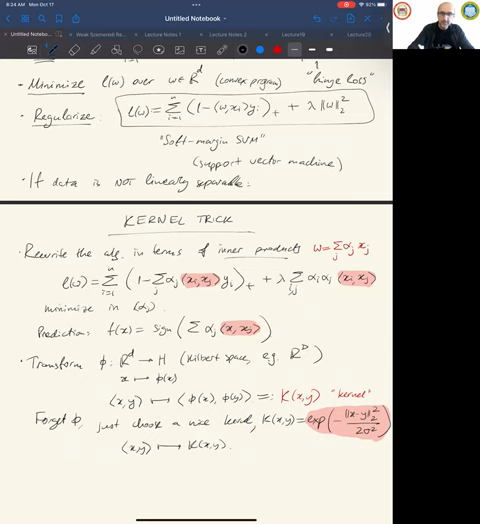 8:24 AM Mon Oct 17
92%
Untitled Notebook
Untitled Notebook
Weak Szemerédi Re
Lecture Notes 1
Lecture Notes 2
Lecture19
Lecture20
• Minimize ℓ(w) over w∈ℝ^d (convex program) "hinge loss"
• Regularize: ℓ(w) = Σ_{i=1}^n (1-⟨w,x_i⟩y_i)_+ + λ‖w‖_2^2
"Soft-margin SVM"
(support vector machine)
• If data is NOT linearly separable:
KERNEL TRICK
• Rewrite the alg. in terms of inner products w=Σ_j α_j x_j
ℓ(w) = Σ_{i=1}^n (1-Σ_j α_j ⟨x_i,x_j⟩ y_i)_+ + λ Σ_{i,j} α_i α_j ⟨x_i,x_j⟩
minimize in (α_j)
Prediction: f(x) = sign(Σ α_j ⟨x,x_j⟩)
• Transform φ: ℝ^d → H (Hilbert space, e.g. ℝ^D)
x ↦ φ(x)
⟨x,y⟩ ↦ ⟨φ(x), φ(y)⟩ =: K(x,y) "kernel"
Forget φ, just choose a nice kernel, K(x,y) = exp(-‖x-y‖_2^2 / 2σ^2)
⟨x,y⟩ ↦ K(x,y).